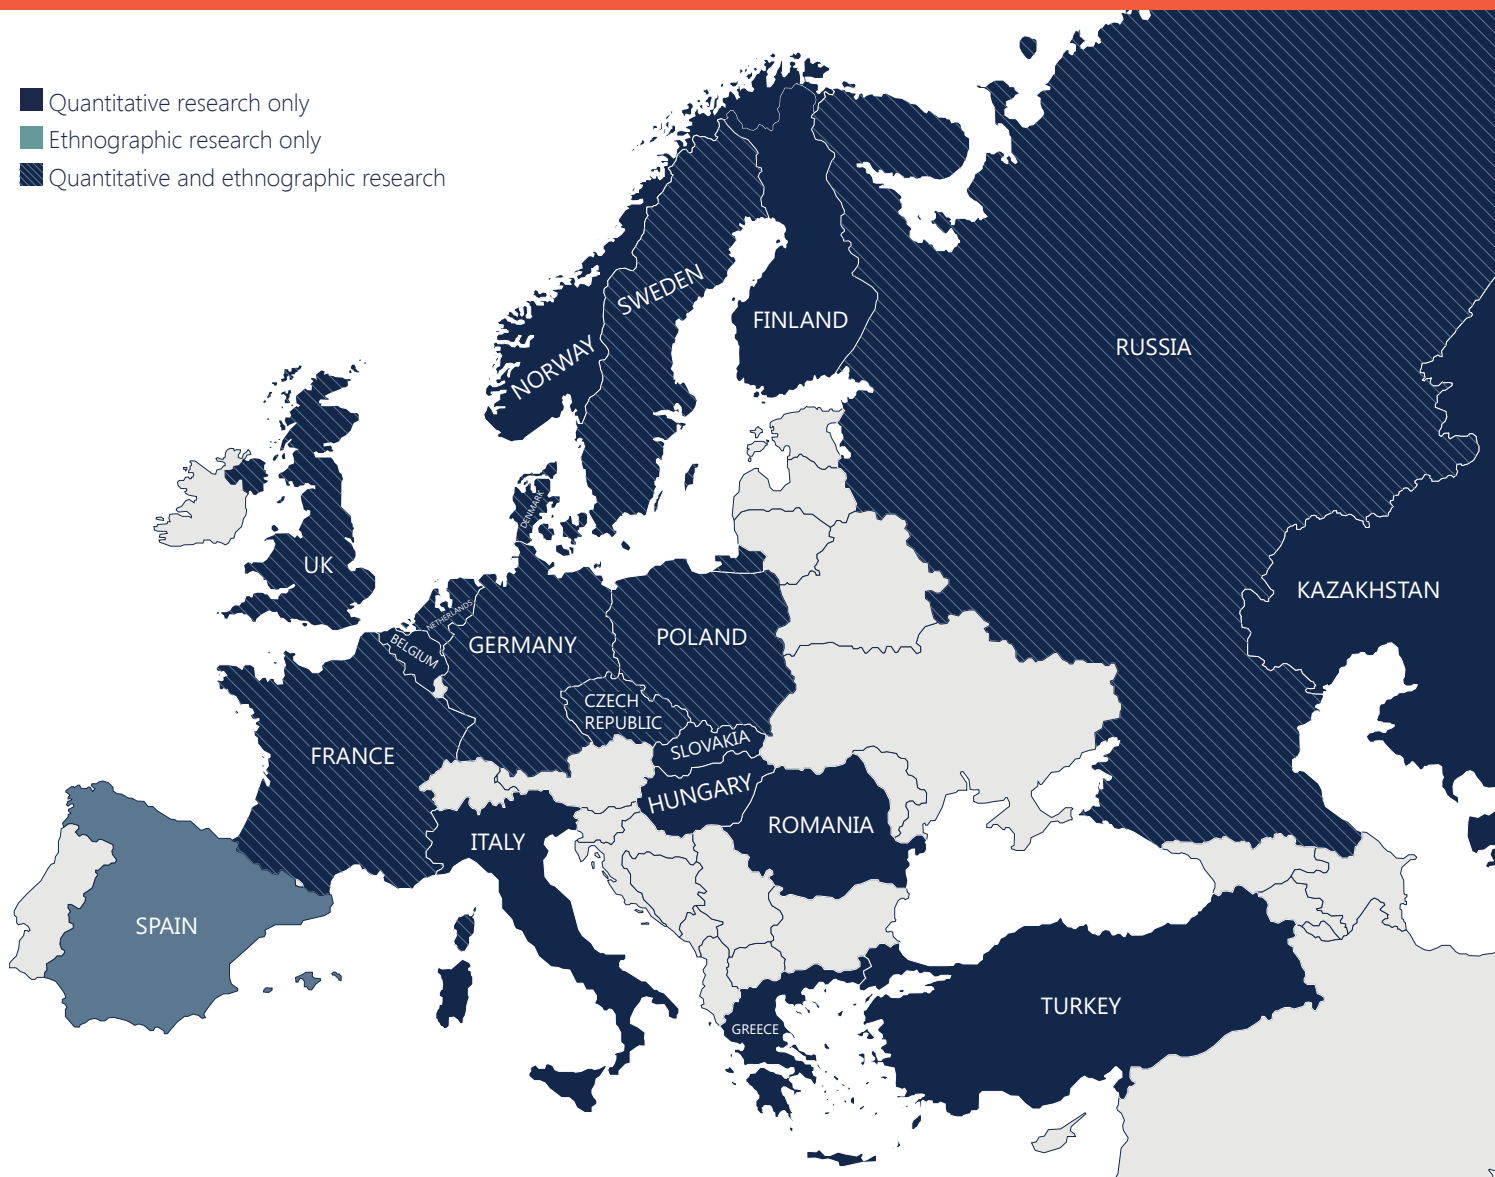 Quantitative research only
Ethnographic research only
Quantitative and ethnographic research
SWEDEN
FINLAND
RUSSIA
NORWAY
DENMARK
UK
KAZAKHSTAN
NETHERLANDS
BELGIUM
GERMANY
POLAND
CZECH
REPUBLIC
SLOVAKIA
FRANCE
HUNGARY
ROMANIA
ITALY
SPAIN
TURKEY
GREECE